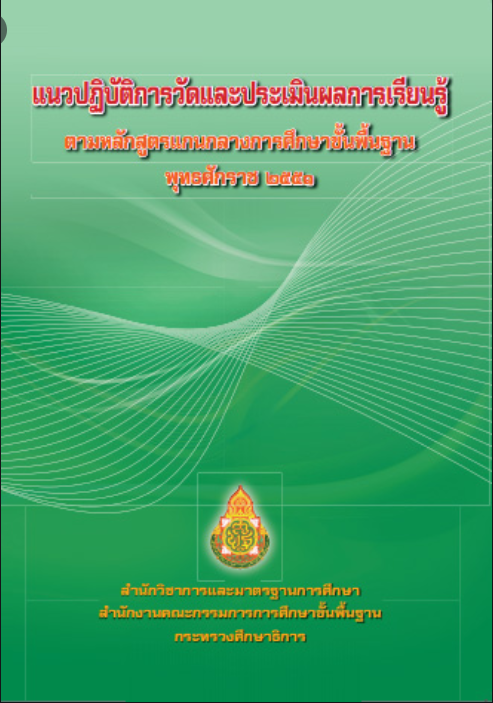 แนวปฏิบัติการวัดและประเมินผลการเรียนรู้
ตามหลักสูตรแกนกลางการศึกษาขั้นพื้นฐาน
พุทธศักราช ๒๕๕๑
สำนักวิชาการและมาตรฐานการศึกษา
สำนักงานคณะกรรมการการศึกษาขั้นพื้นฐาน
กระทรวงศึกษาธิการ